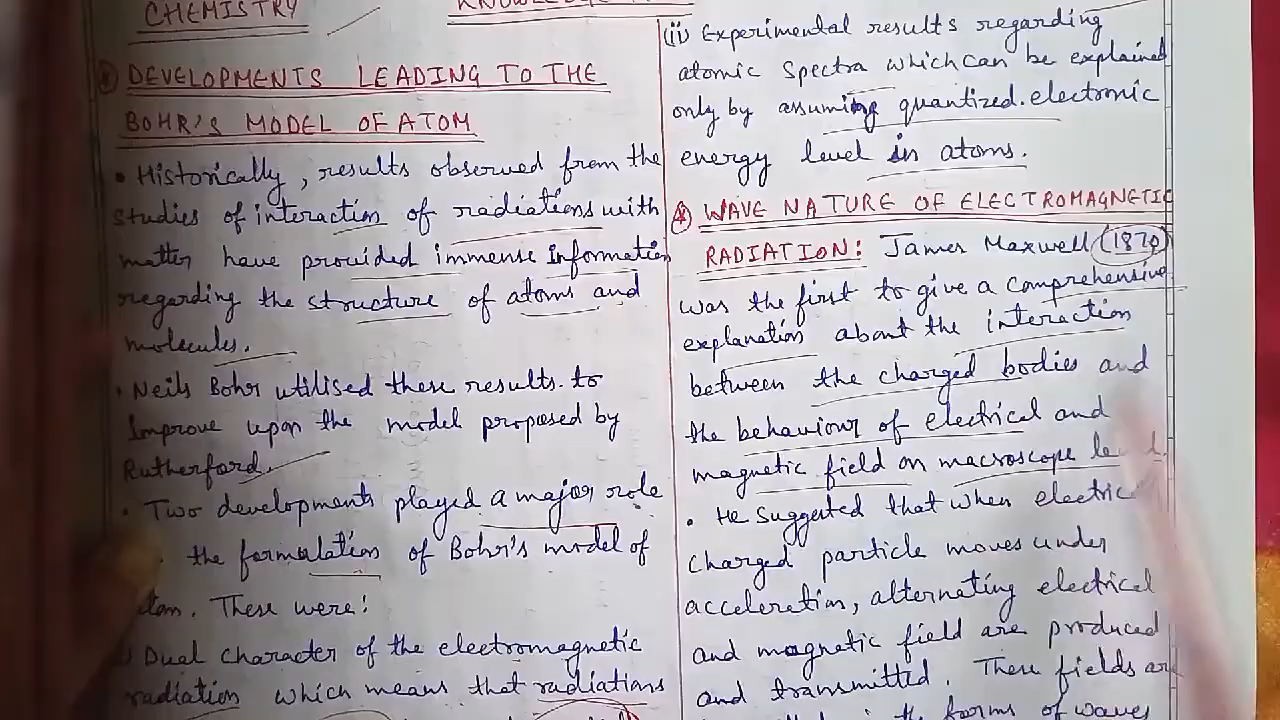 CHEMISTRY
DEVELOPMENTS LEADING TO THE
BOHR'S MODEL OF ATOM
• Historically, results observed from the
studies of interaction of radiations with
matter have provided immense information
regarding the structure of atoms and
molecules.
• Neils Bohr utilised these results to
improve upon the model proposed by
Rutherford.
• Two developments played a major role
the formulation of Bohr's model of
These were:
Dual character of the electromagnetic
radiation which means that radiations
(ii) Experimental results regarding
atomic spectra which can be explained
only by assuming quantized electronic
energy level in atoms.
WAVE NATURE OF ELECTROMAGNETIC
RADIATION: James Maxwell (1870)
was the first to give a comprehensive
explanation about the interaction
between the charged bodies and
the behaviour of electrical and
magnetic field on macroscope
• He suggested that when electric
charged particle moves under
acceleration, alternating electrical
and magnetic field are produced
and transmitted. These fields are
the forms of waves